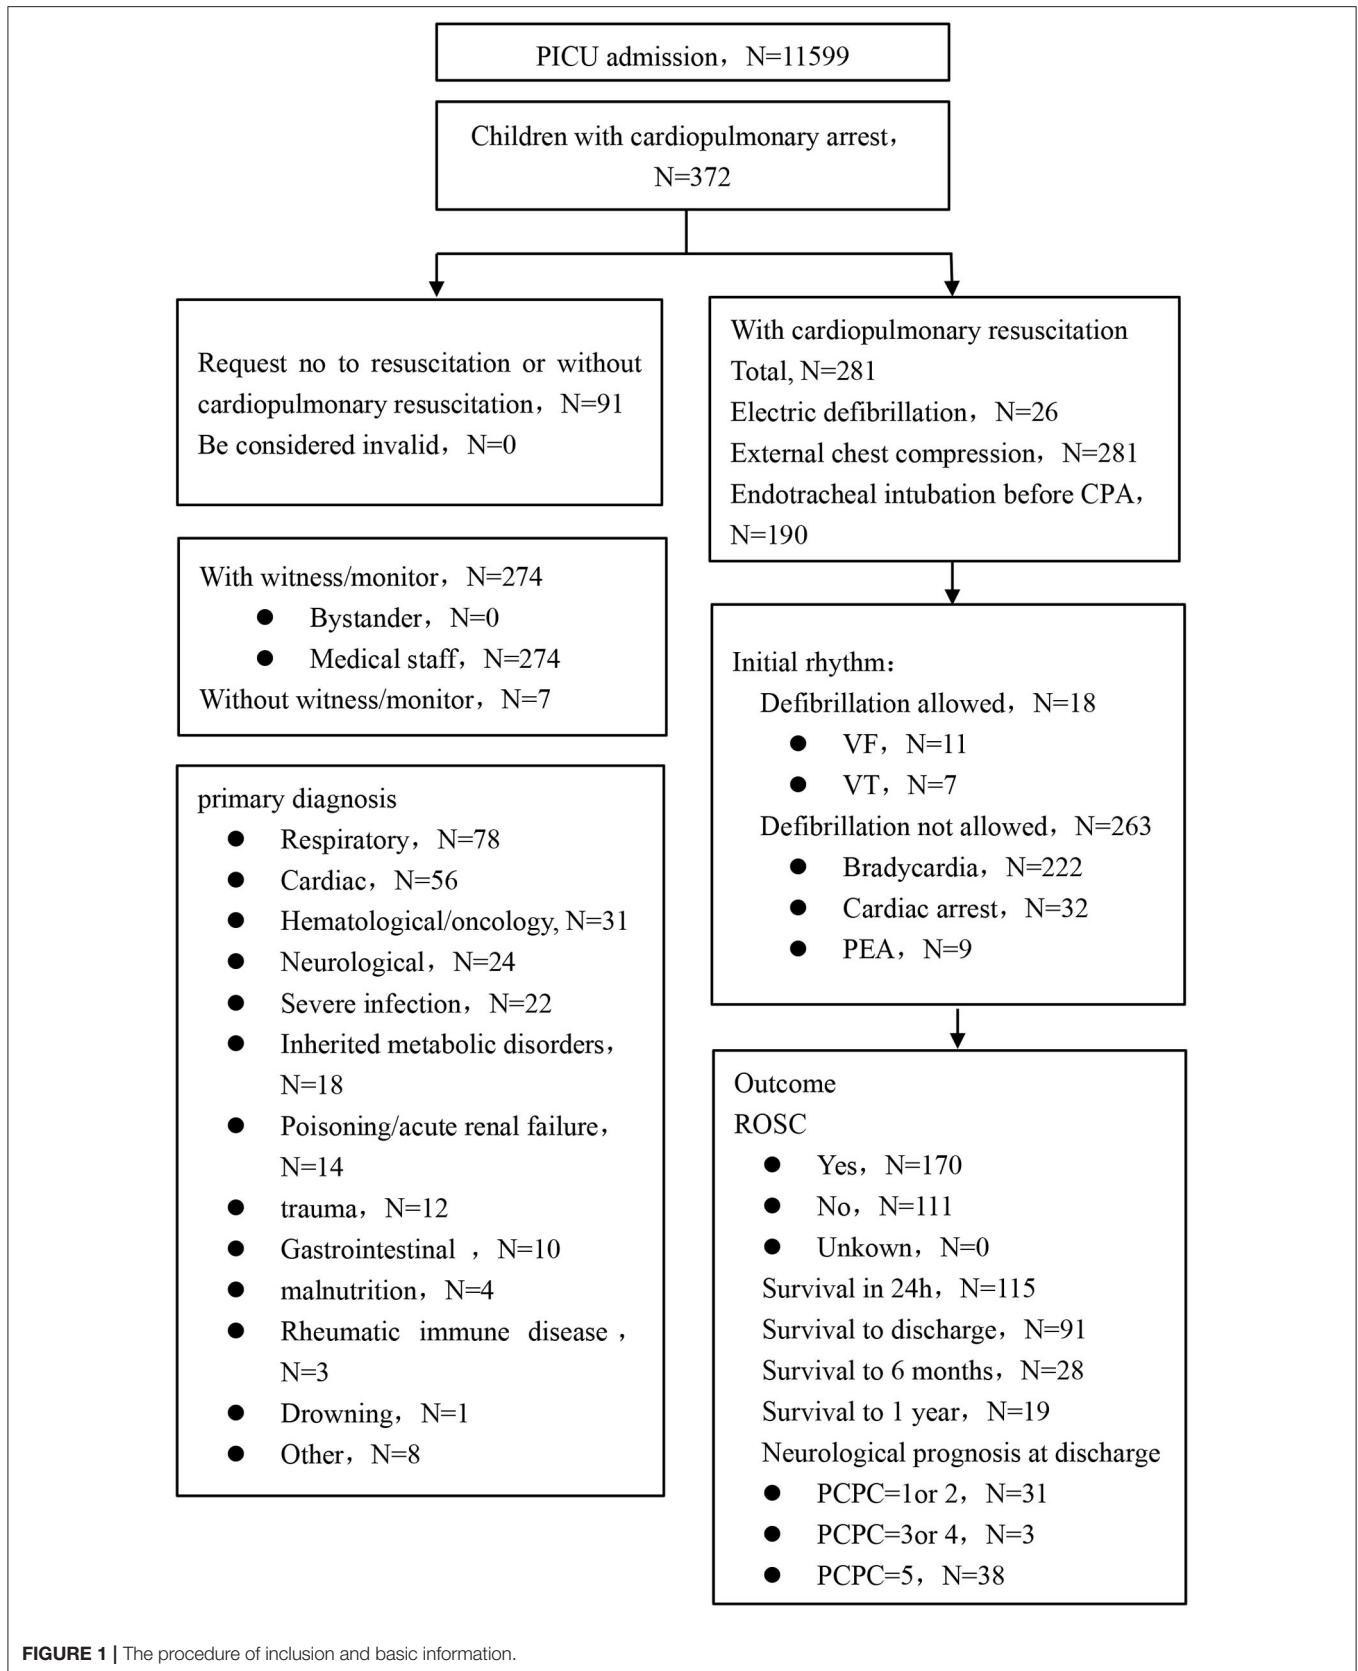 PICU admission，N=11599
Children with cardiopulmonary arrest，
N=372
Request no to resuscitation or without
cardiopulmonary resuscitation，N=91
Be considered invalid，N=0
With cardiopulmonary resuscitation
Total, N=281
Electric defibrillation，N=26
External chest compression，N=281
Endotracheal intubation before CPA，
N=190
With witness/monitor，N=274
● Bystander，N=0
● Medical staff，N=274
Without witness/monitor，N=7
Initial rhythm：
Defibrillation allowed，N=18
● VF，N=11
● VT，N=7
Defibrillation not allowed，N=263
● Bradycardia，N=222
● Cardiac arrest，N=32
● PEA，N=9
primary diagnosis
● Respiratory，N=78
● Cardiac，N=56
● Hematological/oncology, N=31
● Neurological，N=24
● Severe infection，N=22
● Inherited metabolic disorders，
N=18
● Poisoning/acute renal failure，
N=14
● trauma，N=12
● Gastrointestinal ，N=10
● malnutrition，N=4
● Rheumatic immune disease，
N=3
● Drowning，N=1
● Other，N=8
Outcome
ROSC
● Yes，N=170
● No，N=111
● Unkown，N=0
Survival in 24h，N=115
Survival to discharge，N=91
Survival to 6 months，N=28
Survival to 1 year，N=19
Neurological prognosis at discharge
● PCPC=1or 2，N=31
● PCPC=3or 4，N=3
● PCPC=5，N=38
FIGURE 1 | The procedure of inclusion and basic information.